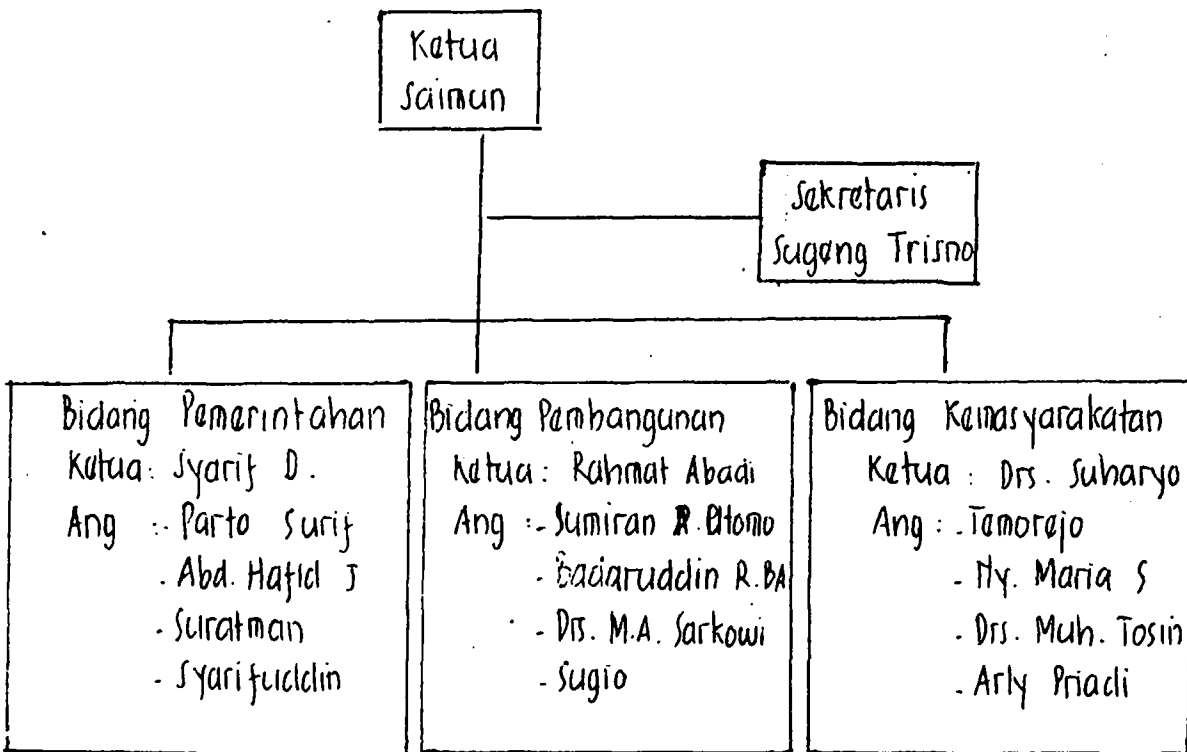 Ketua
Saimun
Sekretaris
Sugeng Trisno
Bidang Pemerintahan
Ketua: Syarif D.
Ang :- Parto Surif
- Abd. Hafid J
- Suratman
- Syarifuddin
Bidang Pembangunan
Ketua: Rahmat Abadi
Ang :- Sumiran R.
- Badaruddin R.BA
- Drs. M.A. Sarkowi
- Sugio
Bidang Kemasyarakatan
Ketua : Drs. Suharyo
Ang : - Tomorejo
- Ny. Maria S
- Drs. Muh. Tosin
- Arly Priadi